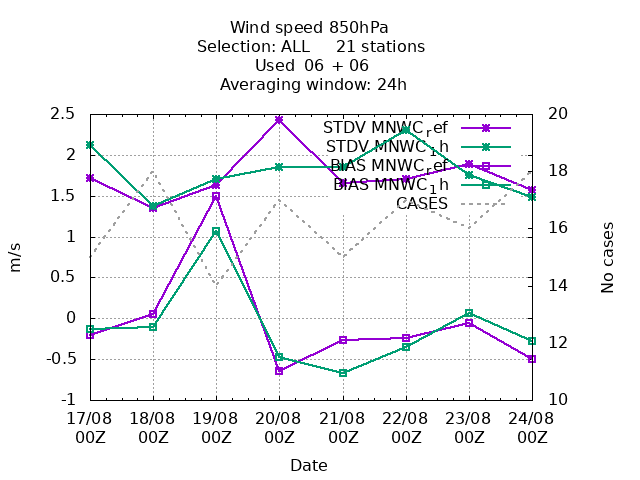 Wind speed 850hPa
Selection: ALL 21 stations
Used 06 + 06
Averaging window: 24h
2.5
2
1.5
1
0.5
0
-0.5
-1
m/s
20
18
16
14
12
10
No cases
STDV MNWC_ref
STDV MNWC_1h
BIAS MNWC_ref
BIAS MNWC_1h
CASES
17/08 18/08 19/08 20/08 21/08 22/08 23/08 24/08
00Z 00Z 00Z 00Z 00Z 00Z 00Z 00Z
Date